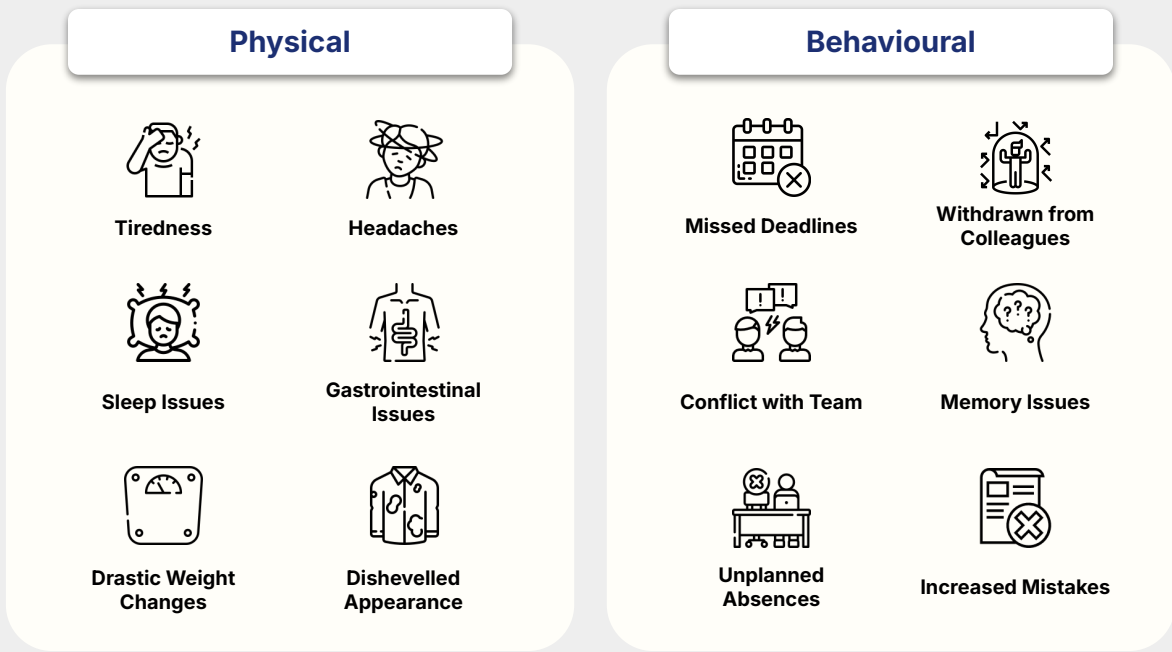 Physical
Tiredness
Headaches
Sleep Issues
Gastrointestinal
Issues
Drastic Weight
Changes
Dishevelled
Appearance
Behavioural
Missed Deadlines
Withdrawn from
Colleagues
Conflict with Team
Memory Issues
Unplanned
Absences
Increased Mistakes